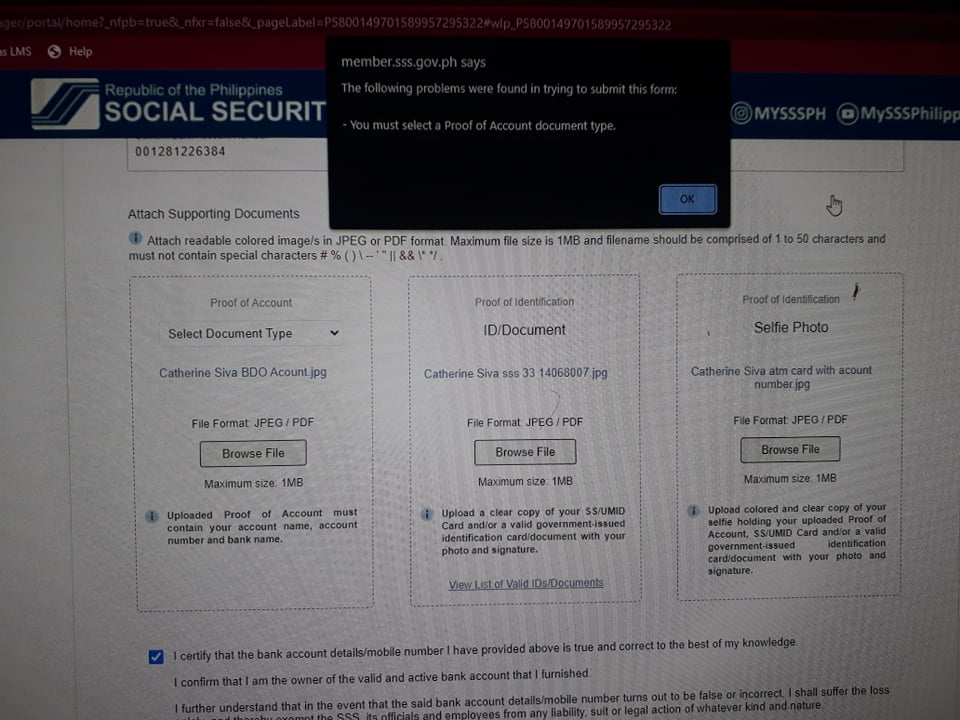 ager/portal/home?_nfpb=true&_nfxr=false&_pageLabel=P5800149701589957295322#wlp_P5800149701589957295322
as LMS
Help
member.sss.gov.ph says
The following problems were found in trying to submit this form:
- You must select a Proof of Account document type.
OK
Republic of the Philippines
SOCIAL SECURIT
MYSSSPH
MySSSPhilipp
001281226384
Attach Supporting Documents
Attach readable colored image/s in JPEG or PDF format. Maximum file size is 1MB and filename should be comprised of 1 to 50 characters and
must not contain special characters # % ( ) \ -- ' " || && \* */ .
Proof of Account
Select Document Type
Catherine Siva BDO Acount.jpg
File Format: JPEG / PDF
Browse File
Maximum size: 1MB
Uploaded Proof of Account must
contain your account name, account
number and bank name.
Proof of Identification
ID/Document
Catherine Siva sss 33 14068007.jpg
File Format: JPEG / PDF
Browse File
Maximum size: 1MB
Upload a clear copy of your SS/UMID
Card and/or a valid government-issued
identification card/document with your
photo and signature.
View List of Valid IDs/Documents
Proof of Identification
Selfie Photo
Catherine Siva atm card with acount
number.jpg
File Format: JPEG / PDF
Browse File
Maximum size: 1MB
Upload colored and clear copy of your
selfie holding your uploaded Proof of
Account, SS/UMID Card and/or a valid
government-issued identification
card/document with your photo and
signature.
I certify that the bank account details/mobile number I have provided above is true and correct to the best of my knowledge.
I confirm that I am the owner of the valid and active bank account that I furnished.
I further understand that in the event that the said bank account details/mobile number turns out to be false or incorrect, I shall suffer the loss
and thereby exempt the SSS, its officials and employees from any liability, suit or legal action of whatever kind and nature.